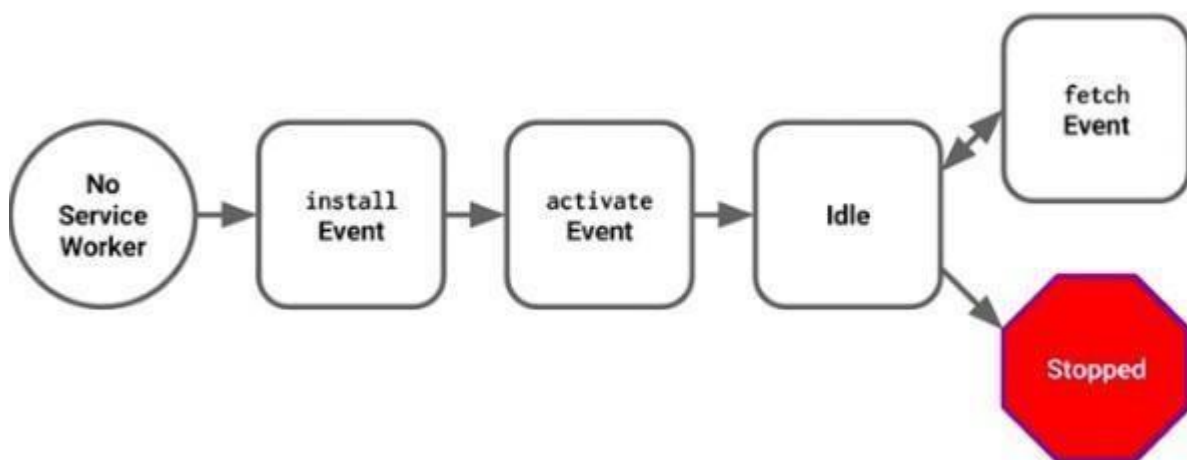 No
Service
Worker
install
Event
activate
Event
Idle
fetch
Event
Stopped